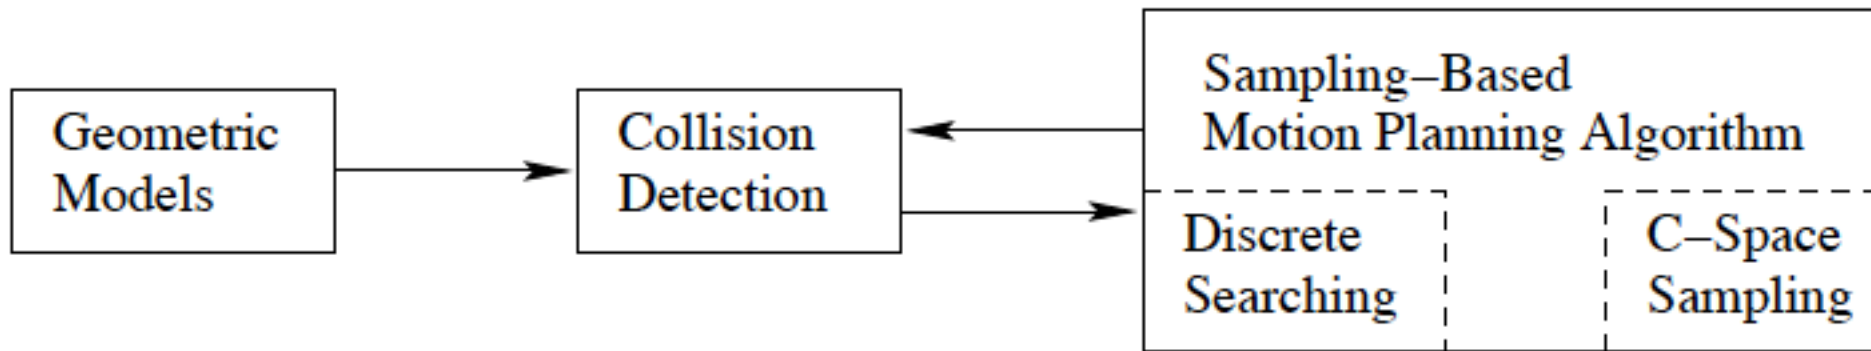 Geometric
Models
Collision
Detection
Sampling–Based
Motion Planning Algorithm
Discrete
Searching
C–Space
Sampling